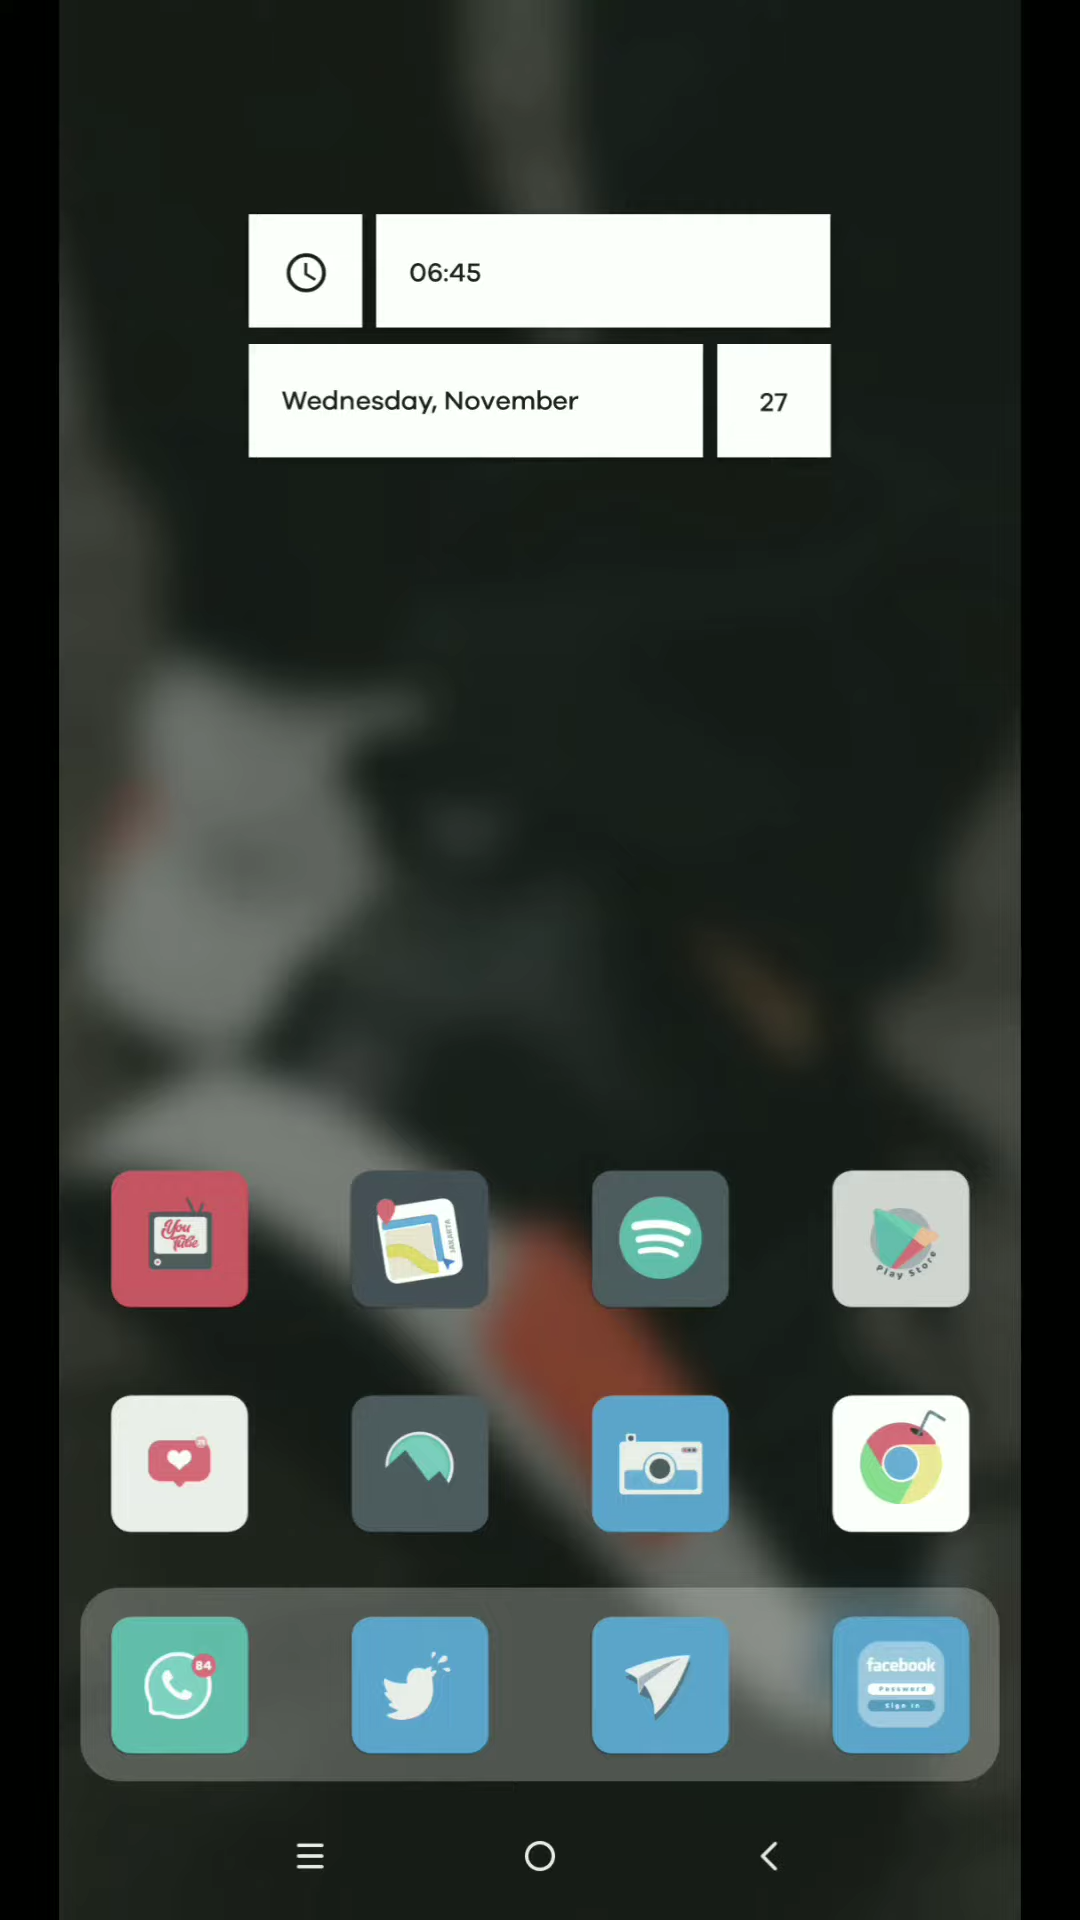 06:45
Wednesday, November
27
You
Tube
JAKARTA
Play Store
84
facebook
Password
Sign in